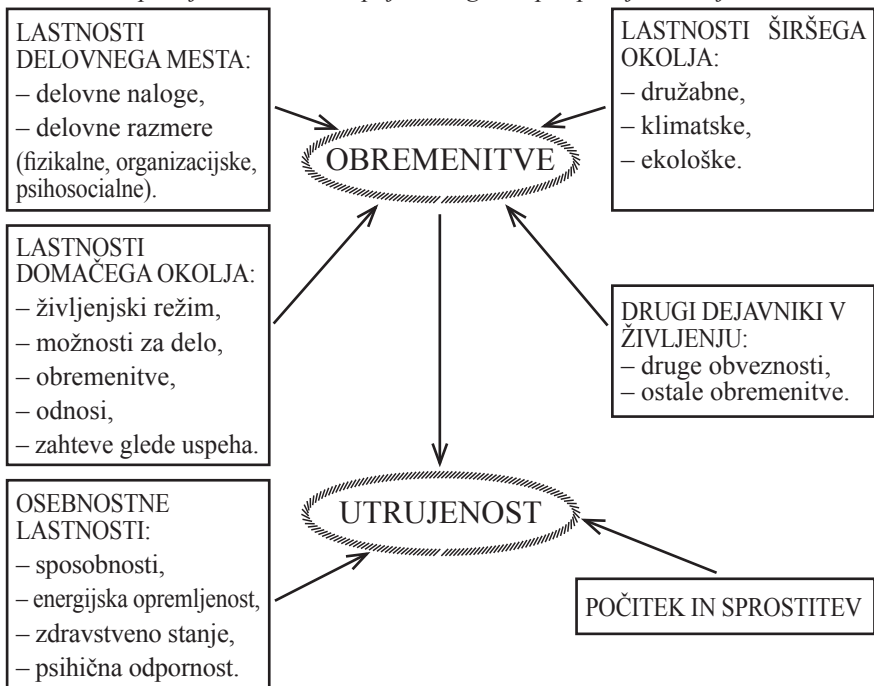 LASTNOSTI
DELOVNEGA MESTA:
– delovne naloge,
– delovne razmere
(fizikalne, organizacijske,
psihosocialne).
LASTNOSTI ŠIRŠEGA
OKOLJA:
– družabne,
– klimatske,
– ekološke.
OBREMENITVE
LASTNOSTI
DOMAČEGA OKOLJA:
– življenjski režim,
– možnosti za delo,
– obremenitve,
– odnosi,
– zahteve glede uspeha.
DRUGI DEJAVNIKI V
ŽIVLJENJU:
– druge obveznosti,
– ostale obremenitve.
OSEBNOSTNE
LASTNOSTI:
– sposobnosti,
– energijska opremljenost,
– zdravstveno stanje,
– psihična odpornost.
UTRUJENOST
POČITEK IN SPROSTITEV